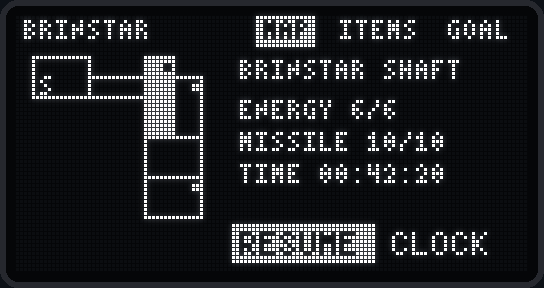 BRINSTAR MAP ITEMS GOAL
S
BRINSTAR SHAFT
ENERGY 6/6
MISSILE 10/10
TIME 00:42:20
RESUME CLOCK